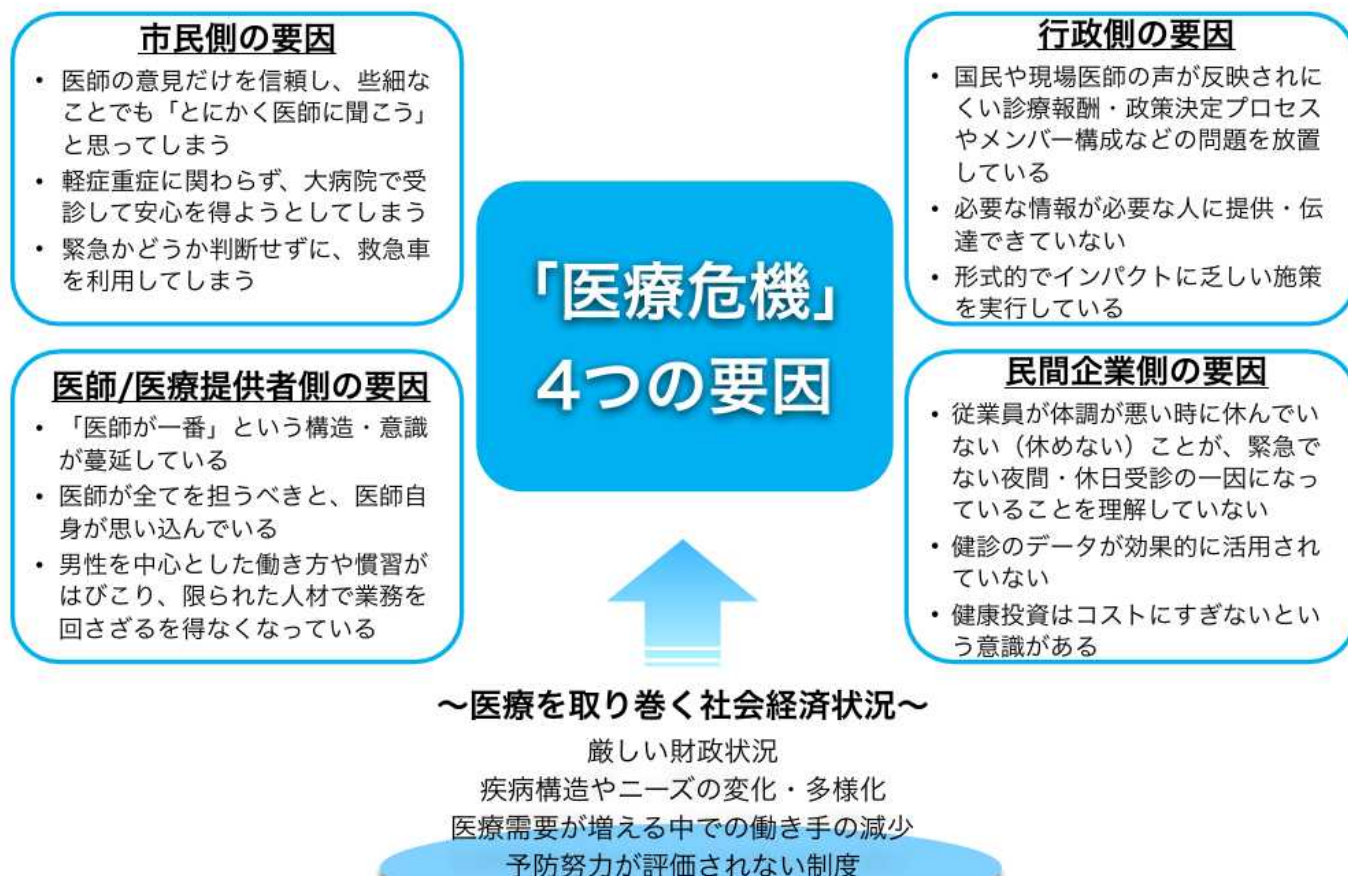 市民側の要因
• 医師の意見だけを信頼し、些細な
ことでも「とにかく医師に聞こう」
と思ってしまう
• 軽症重症に関わらず、大病院で受
診して安心を得ようとしてしまう
• 緊急かどうか判断せずに、救急車
を利用してしまう
行政側の要因
• 国民や現場医師の声が反映されに
くい診療報酬・政策決定プロセス
やメンバー構成などの問題を放置
している
• 必要な情報が必要な人に提供・伝
達できていない
• 形式的でインパクトに乏しい施策
を実行している
「医療危機」
4つの要因
医師/医療提供者側の要因
• 「医師が一番」という構造・意識
が蔓延している
• 医師が全てを担うべきと、医師自
身が思い込んでいる
• 男性を中心とした働き方や慣習が
はびこり、限られた人材で業務を
回さざるを得なくなっている
民間企業側の要因
• 従業員が体調が悪い時に休んでい
ない（休めない）ことが、緊急で
ない夜間・休日受診の一因になっ
ていることを理解していない
• 健診のデータが効果的に活用され
ていない
• 健康投資はコストにすぎないとい
う意識がある
〜医療を取り巻く社会経済状況〜
厳しい財政状況
疾病構造やニーズの変化・多様化
医療需要が増える中での働き手の減少
予防努力が評価されない制度